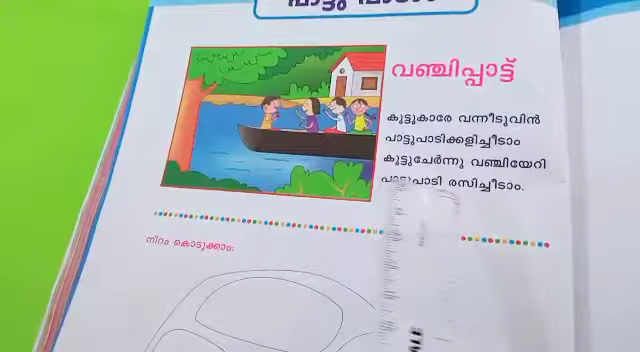 വഞ്ചിപ്പാട്ട്
കൂട്ടുകാരേ വന്നീടുവിൻ
പാട്ടുപാടിക്കളിച്ചീടാം
കൂട്ടുചേർന്നു വഞ്ചിയേറി
പാട്ടുപാടി രസിച്ചീടാം.
നിറം കൊടുക്കാം: